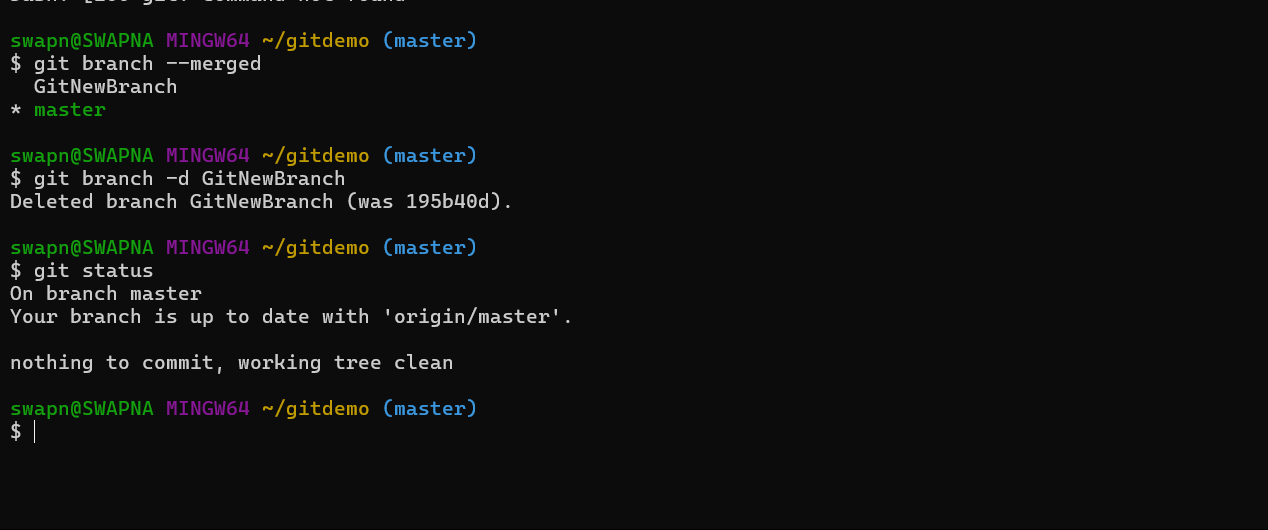 swapn@SWAPNA MINGW64 ~/gitdemo (master)
$ git branch --merged
  GitNewBranch
* master
swapn@SWAPNA MINGW64 ~/gitdemo (master)
$ git branch -d GitNewBranch
Deleted branch GitNewBranch (was 195b40d).
swapn@SWAPNA MINGW64 ~/gitdemo (master)
$ git status
On branch master
Your branch is up to date with 'origin/master'.
nothing to commit, working tree clean
swapn@SWAPNA MINGW64 ~/gitdemo (master)
$